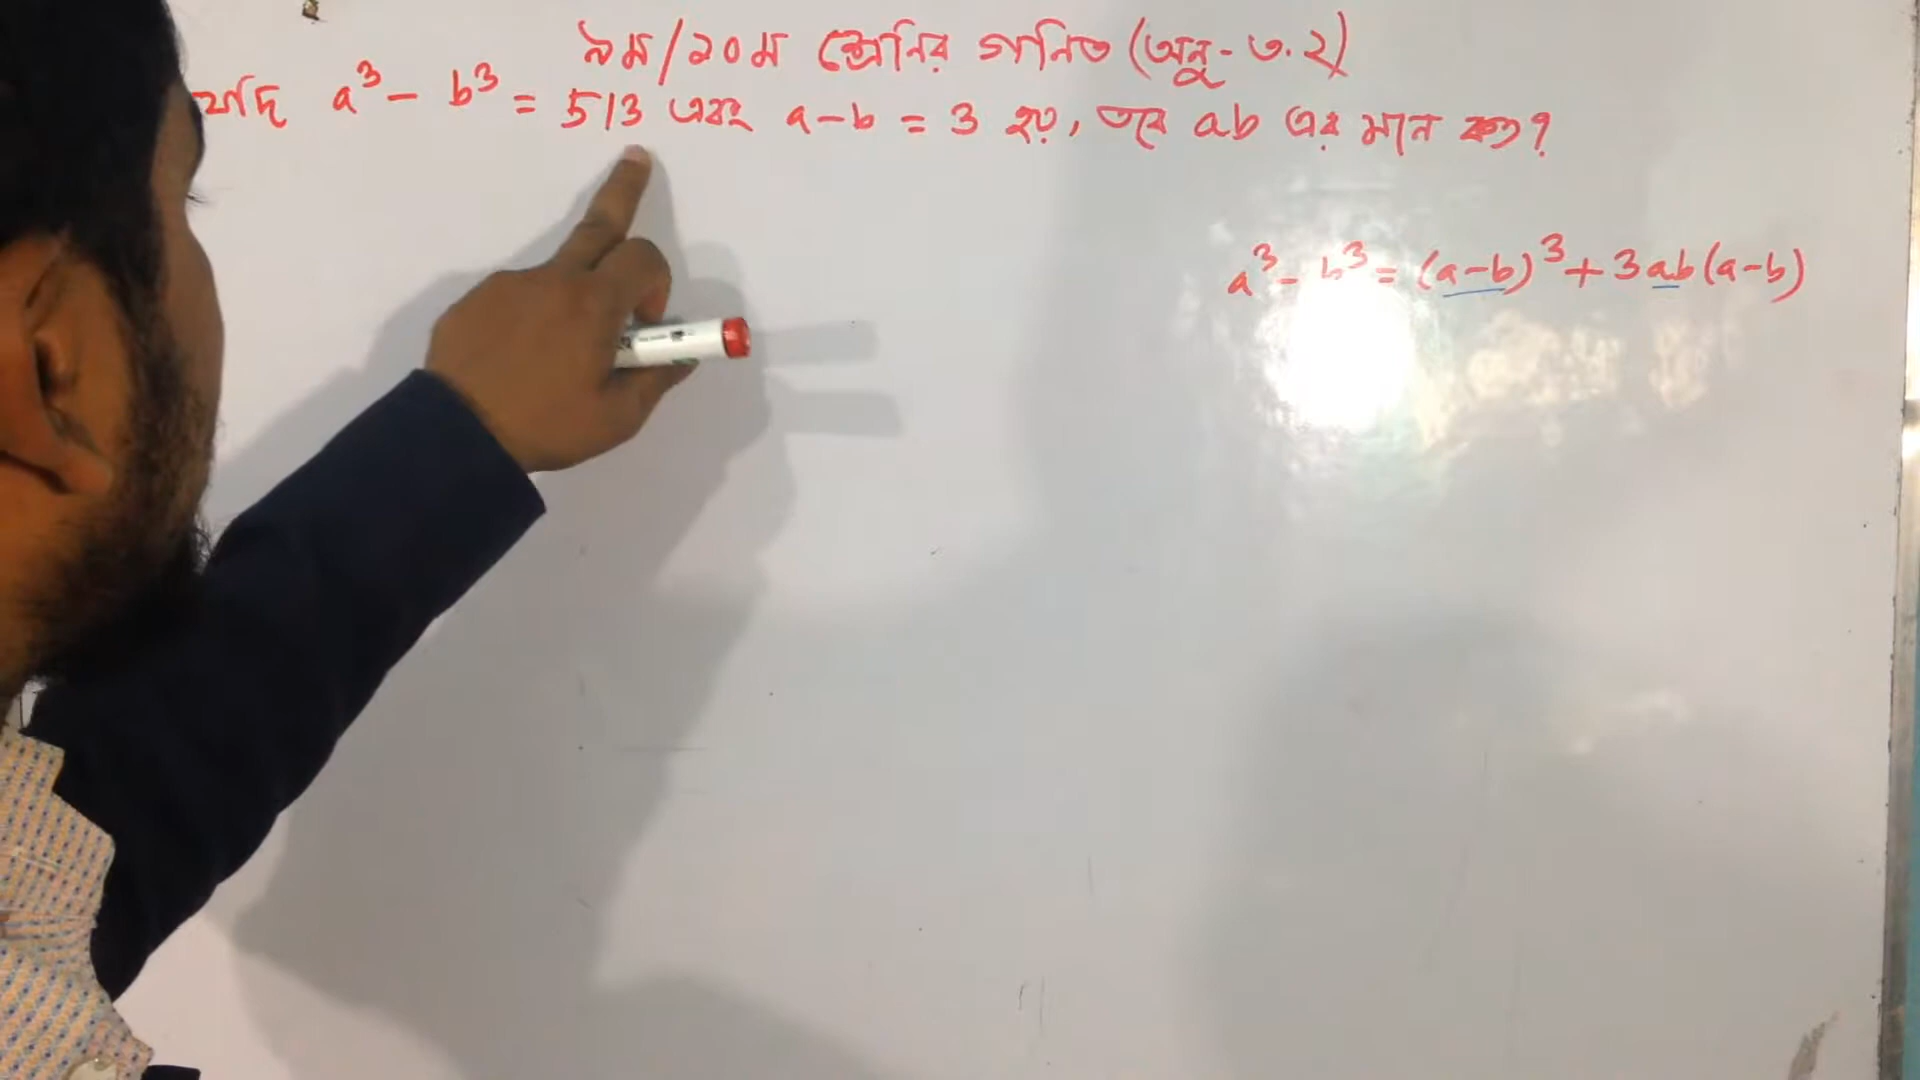 ৯ম/১০ম শ্রেনির গনিত (অনু- ৩.২)
যদি a³ - b³ = 513 এবং a-b = 3 হয়, তবে ab এর মান কত?
a³ - b³ = (a-b)³ + 3ab(a-b)